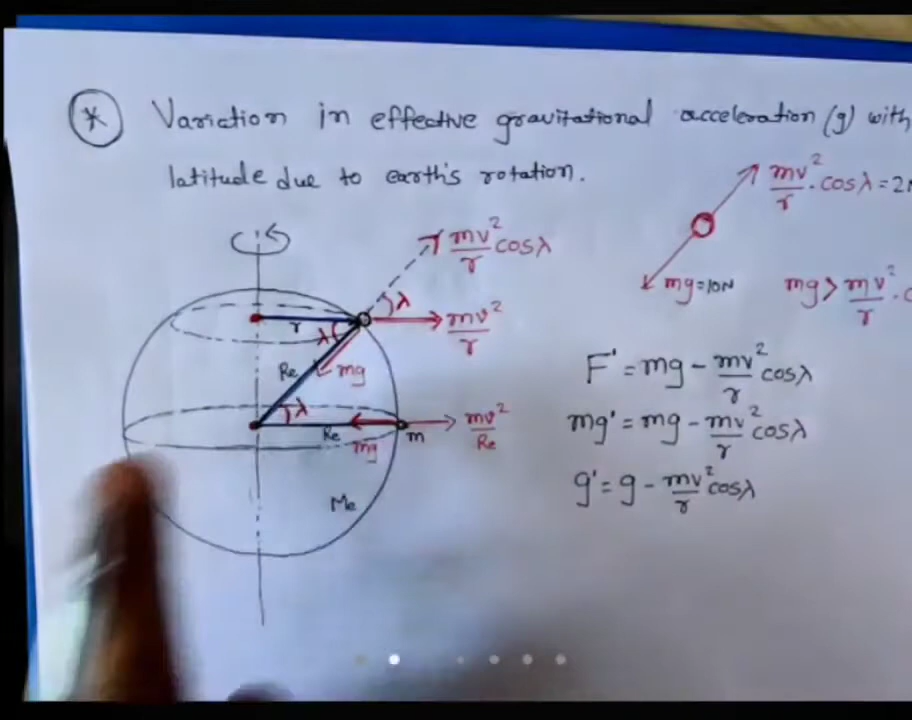 * Variation in effective gravitational acceleration (g) with
latitude due to earth's rotation.
mv²/r cosλ
mv²/r . cosλ = 2
mg=10N
mg > mv²/r .
λ
mv²/r
r
λ
Re
mg
λ
Re
mg
m
mv²/Re
Me
F' = mg - mv²/r cosλ
mg' = mg - mv²/r cosλ
g' = g - mv²/r cosλ